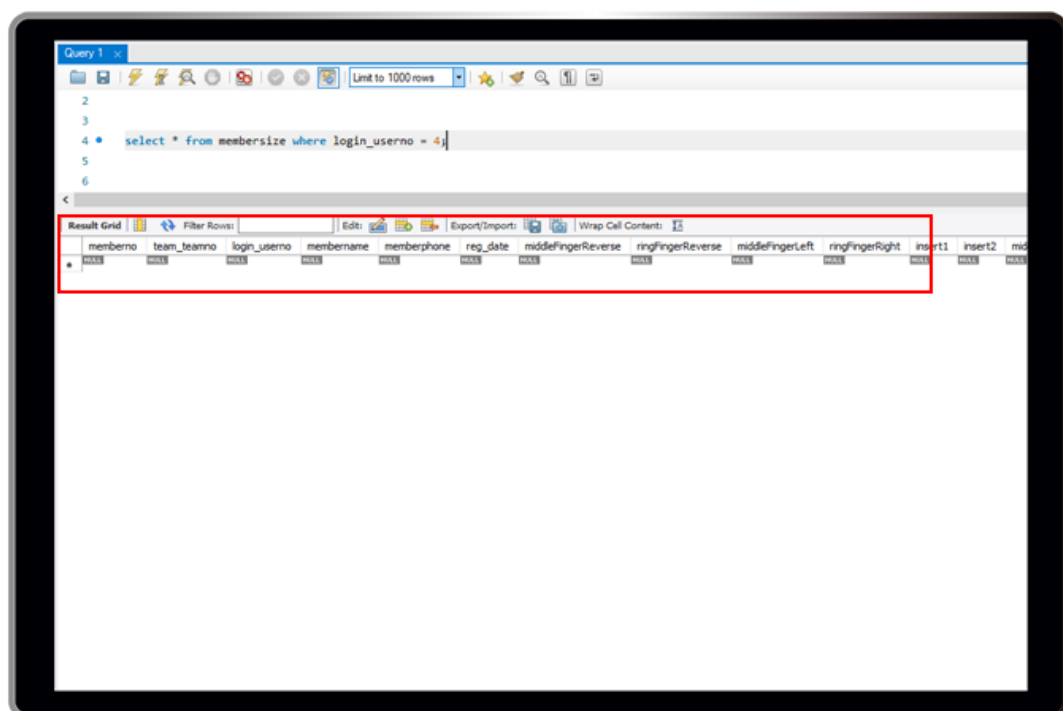 Query 1 ×
Limit to 1000 rows
2
3
4 select * from membersize where login_userno = 4;
5
6
Result Grid Filter Rows: Edit: Export/Import: Wrap Cell Content:
memberno team_teamno login_userno membername memberphone reg_date middleFingerReverse ringFingerReverse middleFingerLeft ringFingerRight insert1 insert2 mid
NULL NULL NULL NULL NULL NULL NULL NULL NULL NULL NULL NULL NULL